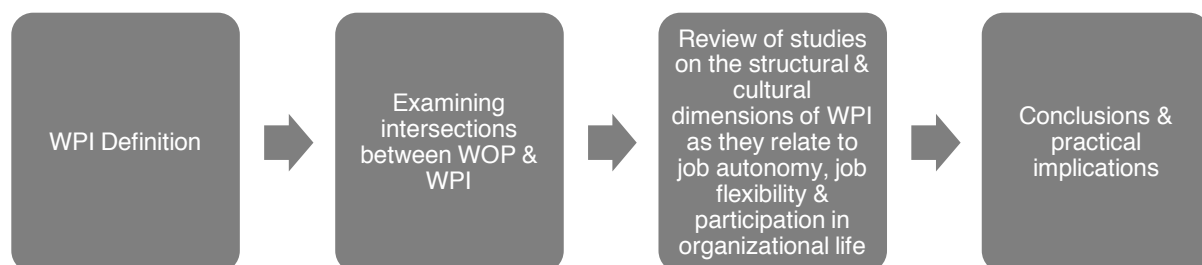 WPI Definition
Examining
intersections
between WOP &
WPI
Review of studies
on the structural &
cultural
dimensions of WPI
as they relate to
job autonomy, job
flexibility &
participation in
organizational life
Conclusions &
practical
implications